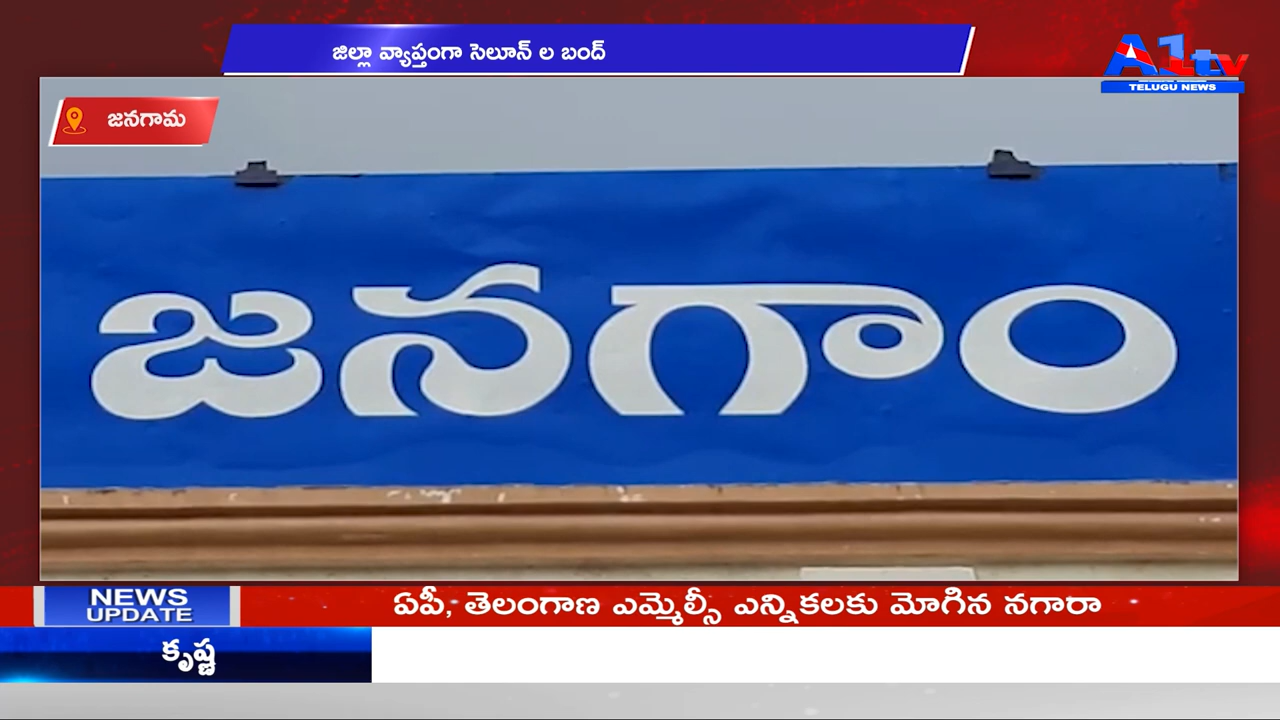 జిల్లా వ్యాప్తంగా సెలూన్ ల బంద్
A1tv
TELUGU NEWS
జనగామ
జనగాం
NEWS
UPDATE
ఏపీ, తెలంగాణ ఎమ్మెల్సీ ఎన్నికలకు మోగిన నగారా
కృష్ణ